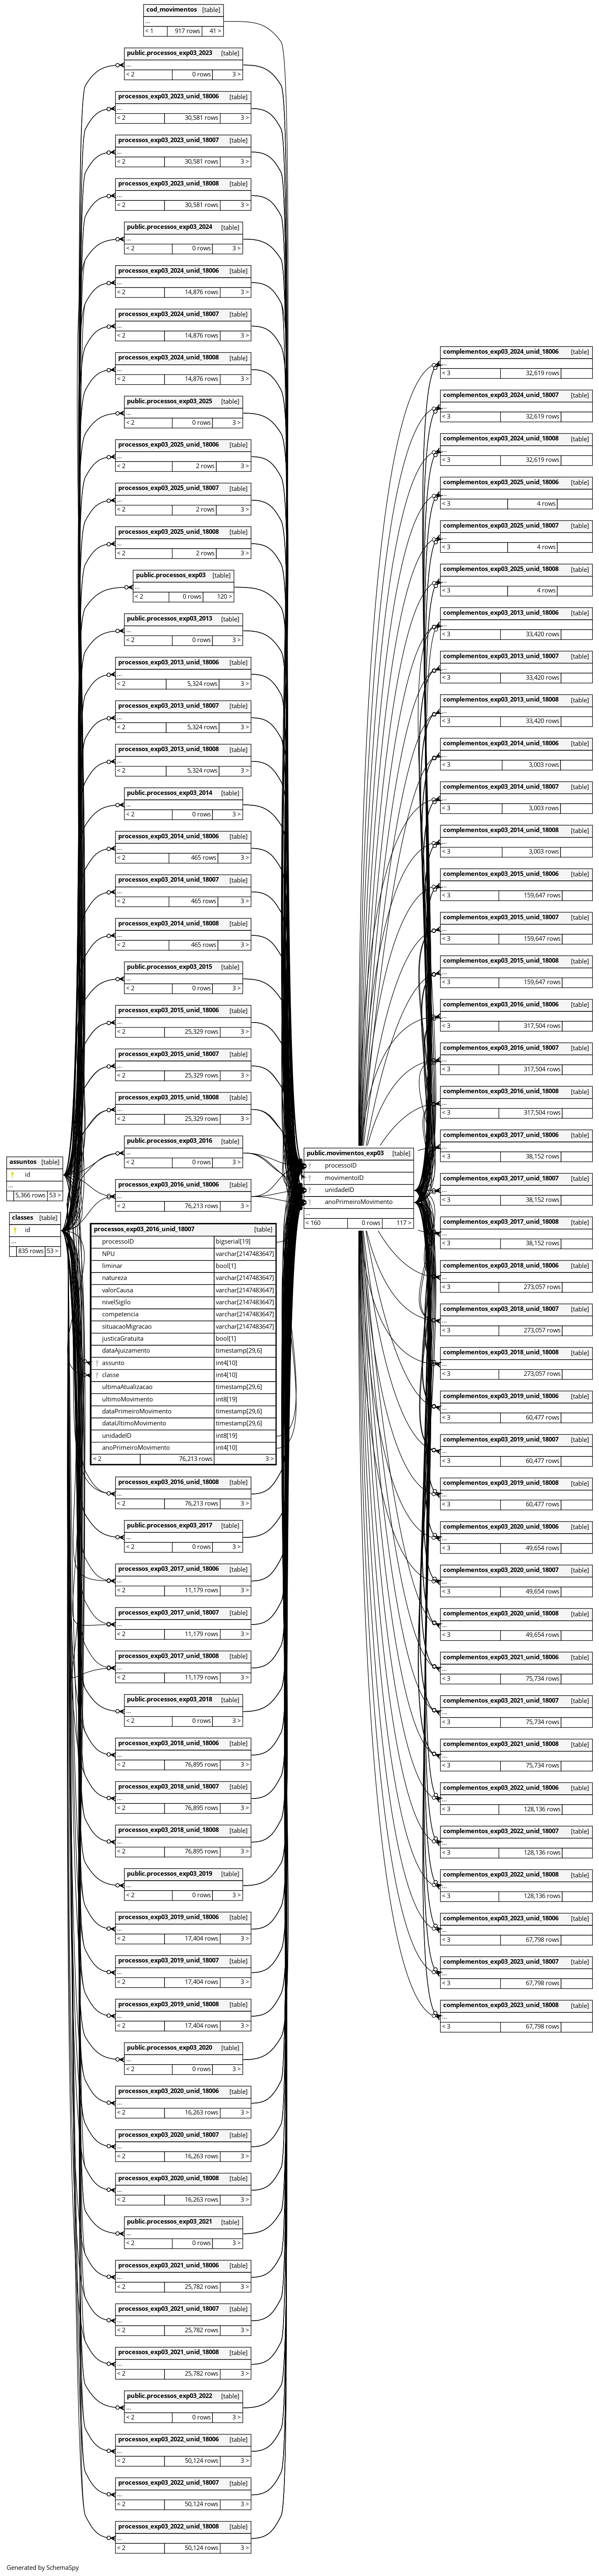 cod_movimentos [table]
...
< 1 917 rows 41 >
public.processos_exp03_2023 [table]
...
< 2 0 rows 3 >
processos_exp03_2023_unid_18006 [table]
...
< 2 30,581 rows 3 >
processos_exp03_2023_unid_18007 [table]
...
< 2 30,581 rows 3 >
processos_exp03_2023_unid_18008 [table]
...
< 2 30,581 rows 3 >
public.processos_exp03_2024 [table]
...
< 2 0 rows 3 >
processos_exp03_2024_unid_18006 [table]
...
< 2 14,876 rows 3 >
processos_exp03_2024_unid_18007 [table]
...
< 2 14,876 rows 3 >
processos_exp03_2024_unid_18008 [table]
...
< 2 14,876 rows 3 >
public.processos_exp03_2025 [table]
...
< 2 0 rows 3 >
processos_exp03_2025_unid_18006 [table]
...
< 2 2 rows 3 >
processos_exp03_2025_unid_18007 [table]
...
< 2 2 rows 3 >
processos_exp03_2025_unid_18008 [table]
...
< 2 2 rows 3 >
public.processos_exp03 [table]
...
< 2 0 rows 120 >
public.processos_exp03_2013 [table]
...
< 2 0 rows 3 >
processos_exp03_2013_unid_18006 [table]
...
< 2 5,324 rows 3 >
processos_exp03_2013_unid_18007 [table]
...
< 2 5,324 rows 3 >
processos_exp03_2013_unid_18008 [table]
...
< 2 5,324 rows 3 >
public.processos_exp03_2014 [table]
...
< 2 0 rows 3 >
processos_exp03_2014_unid_18006 [table]
...
< 2 465 rows 3 >
processos_exp03_2014_unid_18007 [table]
...
< 2 465 rows 3 >
processos_exp03_2014_unid_18008 [table]
...
< 2 465 rows 3 >
public.processos_exp03_2015 [table]
...
< 2 0 rows 3 >
processos_exp03_2015_unid_18006 [table]
...
< 2 25,329 rows 3 >
processos_exp03_2015_unid_18007 [table]
...
< 2 25,329 rows 3 >
processos_exp03_2015_unid_18008 [table]
...
< 2 25,329 rows 3 >
public.processos_exp03_2016 [table]
...
< 2 0 rows 3 >
processos_exp03_2016_unid_18006 [table]
...
< 2 76,213 rows 3 >
assuntos [table]
id
...
5,366 rows 53 >
classes [table]
id
...
835 rows 53 >
processos_exp03_2016_unid_18007 [table]
processoID bigserial[19]
NPU varchar[2147483647]
liminar bool[1]
natureza varchar[2147483647]
valorCausa varchar[2147483647]
nivelSigilo varchar[2147483647]
competencia varchar[2147483647]
situacaoMigracao varchar[2147483647]
justicaGratuita bool[1]
dataAjuizamento timestamp[29,6]
assunto int4[10]
classe int4[10]
ultimaAtualizacao timestamp[29,6]
ultimoMovimento int8[19]
dataPrimeiroMovimento timestamp[29,6]
dataUltimoMovimento timestamp[29,6]
unidadeID int8[19]
anoPrimeiroMovimento int4[10]
< 2 76,213 rows 3 >
processos_exp03_2016_unid_18008 [table]
...
< 2 76,213 rows 3 >
public.processos_exp03_2017 [table]
...
< 2 0 rows 3 >
processos_exp03_2017_unid_18006 [table]
...
< 2 11,179 rows 3 >
processos_exp03_2017_unid_18007 [table]
...
< 2 11,179 rows 3 >
processos_exp03_2017_unid_18008 [table]
...
< 2 11,179 rows 3 >
public.processos_exp03_2018 [table]
...
< 2 0 rows 3 >
processos_exp03_2018_unid_18006 [table]
...
< 2 76,895 rows 3 >
processos_exp03_2018_unid_18007 [table]
...
< 2 76,895 rows 3 >
processos_exp03_2018_unid_18008 [table]
...
< 2 76,895 rows 3 >
public.processos_exp03_2019 [table]
...
< 2 0 rows 3 >
processos_exp03_2019_unid_18006 [table]
...
< 2 17,404 rows 3 >
processos_exp03_2019_unid_18007 [table]
...
< 2 17,404 rows 3 >
processos_exp03_2019_unid_18008 [table]
...
< 2 17,404 rows 3 >
public.processos_exp03_2020 [table]
...
< 2 0 rows 3 >
processos_exp03_2020_unid_18006 [table]
...
< 2 16,263 rows 3 >
processos_exp03_2020_unid_18007 [table]
...
< 2 16,263 rows 3 >
processos_exp03_2020_unid_18008 [table]
...
< 2 16,263 rows 3 >
public.processos_exp03_2021 [table]
...
< 2 0 rows 3 >
processos_exp03_2021_unid_18006 [table]
...
< 2 25,782 rows 3 >
processos_exp03_2021_unid_18007 [table]
...
< 2 25,782 rows 3 >
processos_exp03_2021_unid_18008 [table]
...
< 2 25,782 rows 3 >
public.processos_exp03_2022 [table]
...
< 2 0 rows 3 >
processos_exp03_2022_unid_18006 [table]
...
< 2 50,124 rows 3 >
processos_exp03_2022_unid_18007 [table]
...
< 2 50,124 rows 3 >
processos_exp03_2022_unid_18008 [table]
...
< 2 50,124 rows 3 >
public.movimentos_exp03 [table]
processoID
movimentoID
unidadeID
anoPrimeiroMovimento
...
< 160 0 rows 117 >
complementos_exp03_2024_unid_18006 [table]
...
< 3 32,619 rows
complementos_exp03_2024_unid_18007 [table]
...
< 3 32,619 rows
complementos_exp03_2024_unid_18008 [table]
...
< 3 32,619 rows
complementos_exp03_2025_unid_18006 [table]
...
< 3 4 rows
complementos_exp03_2025_unid_18007 [table]
...
< 3 4 rows
complementos_exp03_2025_unid_18008 [table]
...
< 3 4 rows
complementos_exp03_2013_unid_18006 [table]
...
< 3 33,420 rows
complementos_exp03_2013_unid_18007 [table]
...
< 3 33,420 rows
complementos_exp03_2013_unid_18008 [table]
...
< 3 33,420 rows
complementos_exp03_2014_unid_18006 [table]
...
< 3 3,003 rows
complementos_exp03_2014_unid_18007 [table]
...
< 3 3,003 rows
complementos_exp03_2014_unid_18008 [table]
...
< 3 3,003 rows
complementos_exp03_2015_unid_18006 [table]
...
< 3 159,647 rows
complementos_exp03_2015_unid_18007 [table]
...
< 3 159,647 rows
complementos_exp03_2015_unid_18008 [table]
...
< 3 159,647 rows
complementos_exp03_2016_unid_18006 [table]
...
< 3 317,504 rows
complementos_exp03_2016_unid_18007 [table]
...
< 3 317,504 rows
complementos_exp03_2016_unid_18008 [table]
...
< 3 317,504 rows
complementos_exp03_2017_unid_18006 [table]
...
< 3 38,152 rows
complementos_exp03_2017_unid_18007 [table]
...
< 3 38,152 rows
complementos_exp03_2017_unid_18008 [table]
...
< 3 38,152 rows
complementos_exp03_2018_unid_18006 [table]
...
< 3 273,057 rows
complementos_exp03_2018_unid_18007 [table]
...
< 3 273,057 rows
complementos_exp03_2018_unid_18008 [table]
...
< 3 273,057 rows
complementos_exp03_2019_unid_18006 [table]
...
< 3 60,477 rows
complementos_exp03_2019_unid_18007 [table]
...
< 3 60,477 rows
complementos_exp03_2019_unid_18008 [table]
...
< 3 60,477 rows
complementos_exp03_2020_unid_18006 [table]
...
< 3 49,654 rows
complementos_exp03_2020_unid_18007 [table]
...
< 3 49,654 rows
complementos_exp03_2020_unid_18008 [table]
...
< 3 49,654 rows
complementos_exp03_2021_unid_18006 [table]
...
< 3 75,734 rows
complementos_exp03_2021_unid_18007 [table]
...
< 3 75,734 rows
complementos_exp03_2021_unid_18008 [table]
...
< 3 75,734 rows
complementos_exp03_2022_unid_18006 [table]
...
< 3 128,136 rows
complementos_exp03_2022_unid_18007 [table]
...
< 3 128,136 rows
complementos_exp03_2022_unid_18008 [table]
...
< 3 128,136 rows
complementos_exp03_2023_unid_18006 [table]
...
< 3 67,798 rows
complementos_exp03_2023_unid_18007 [table]
...
< 3 67,798 rows
complementos_exp03_2023_unid_18008 [table]
...
< 3 67,798 rows
Generated by SchemaSpy